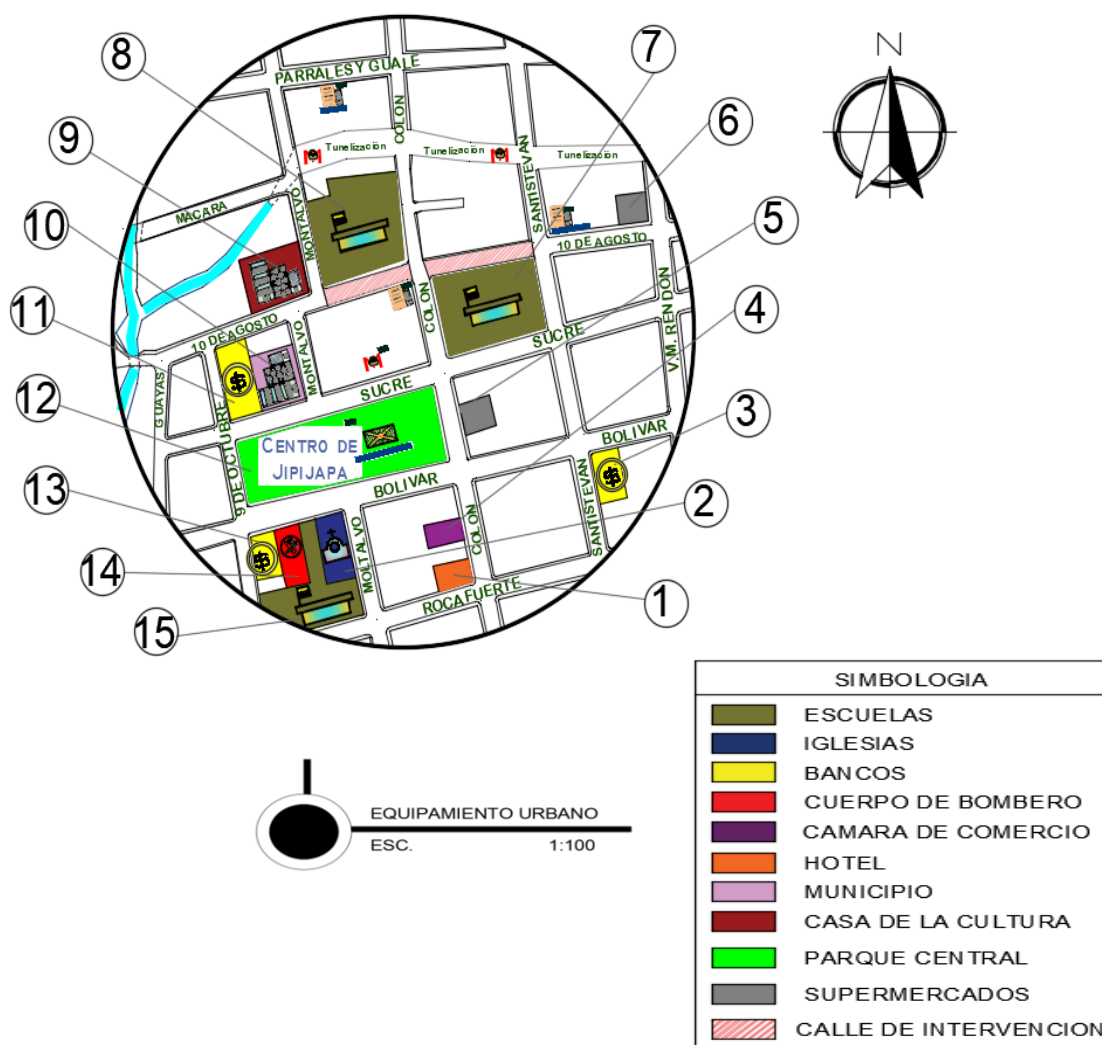 8
7
N
PARRALES Y GUALE
COLON
6
9
Tunelización
Tunelización
Tunelización
SANTISTEVAN
MACARA
MONTALVO
5
10
10 DE AGOSTO
11
COLON
4
10 DE AGOSTO
MONTALVO
SUCRE
V.M. RENDON
GUAYAS
SUCRE
12
9 DE OCTUBRE
CENTRO DE
JIPIJAPA
BOLIVAR
3
13
BOLIVAR
2
MOLTALVO
COLON
SANTISTEVAN
14
ROCAFUERTE
1
15
SIMBOLOGIA
ESCUELAS
IGLESIAS
BANCOS
CUERPO DE BOMBERO
CAMARA DE COMERCIO
HOTEL
MUNICIPIO
CASA DE LA CULTURA
PARQUE CENTRAL
SUPERMERCADOS
CALLE DE INTERVENCION
EQUIPAMIENTO URBANO
ESC. 1:100